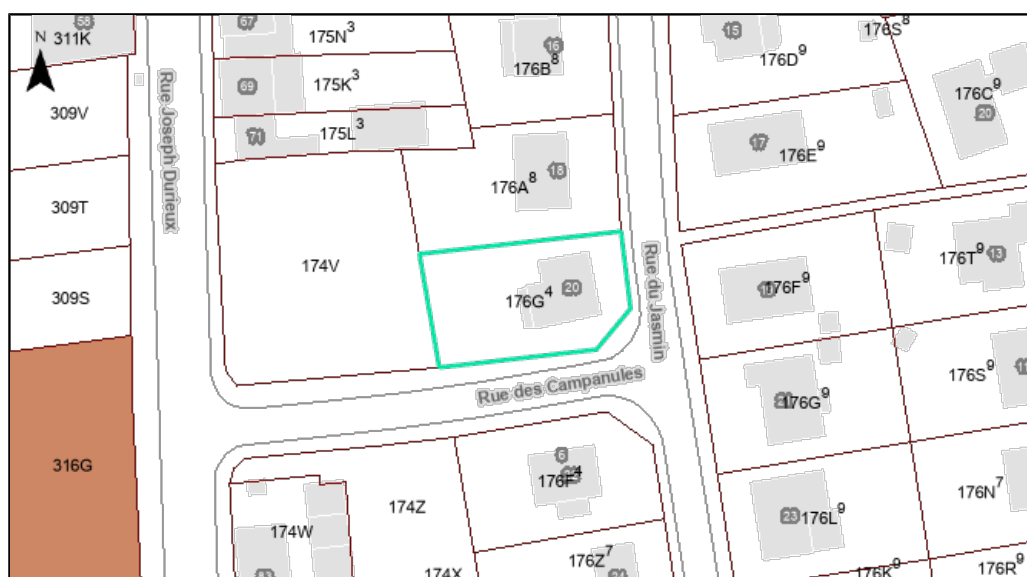 58
67
175N³
15
176S⁸
N
311K
16
176B⁸
176D⁹
69
175K³
176C⁹
20
309V
71
175L³
17
176E⁹
Rue Joseph Durieux
18
176A⁸
309T
174V
Rue du Jasmin
176T⁹
13
309S
176G⁴
20
176F⁹
Rue des Campanules
176S⁹
176G⁹
316G
6
176F⁴
174Z
176N⁷
174W
23
176L⁹
176Z⁷
174X
176K⁹
176R⁹